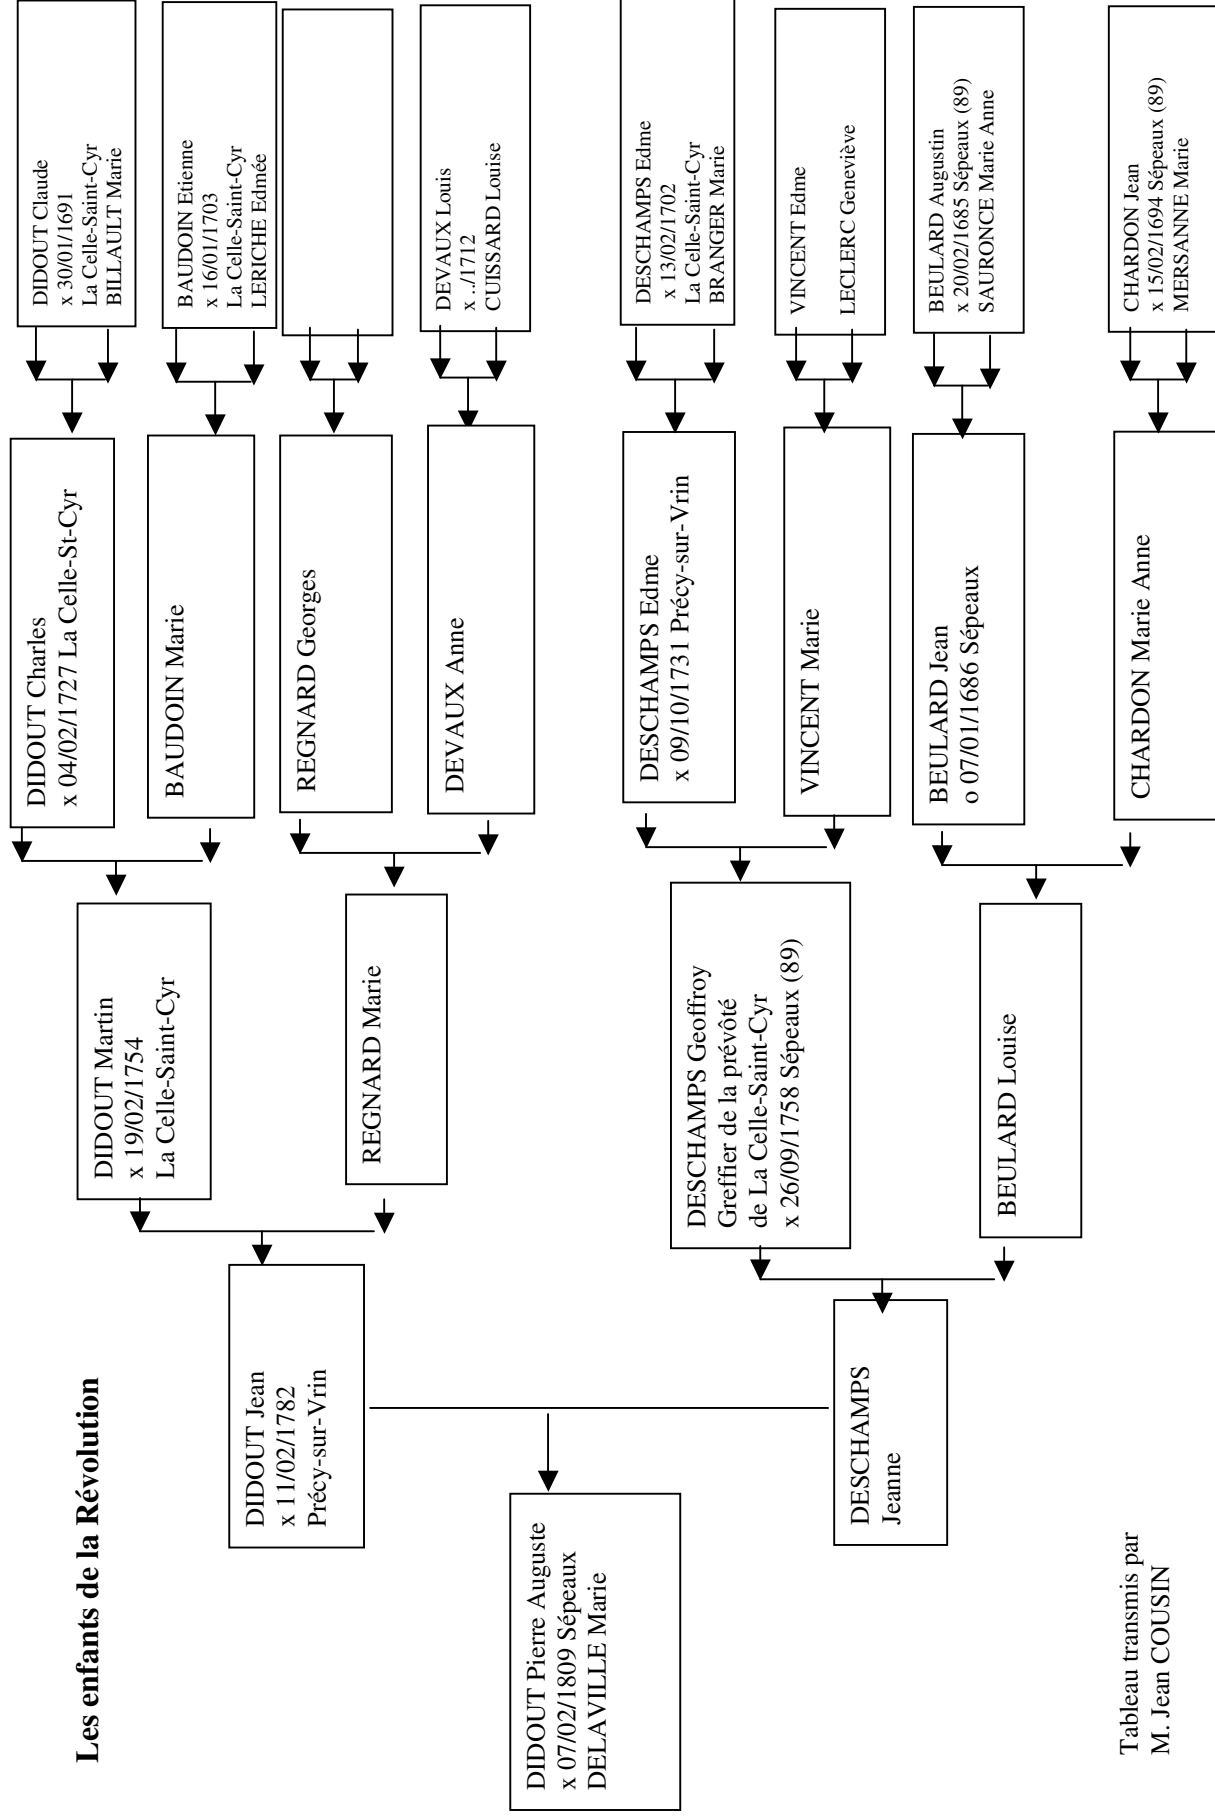 Les enfants de la Révolution
DIDOUT Pierre Auguste
x 07/02/1809 Sépeaux
DELAVILLE Marie
DIDOUT Jean
x 11/02/1782
Précy-sur-Vrin
DESCHAMPS
Jeanne
DIDOUT Martin
x 19/02/1754
La Celle-Saint-Cyr
REGNARD Marie
DESCHAMPS Geoffroy
Greffier de la prévôté
de La Celle-Saint-Cyr
x 26/09/1758 Sépeaux (89)
BEULARD Louise
DIDOUT Charles
x 04/02/1727 La Celle-St-Cyr
BAUDOIN Marie
REGNARD Georges
DEVAUX Anne
DESCHAMPS Edme
x 09/10/1731 Précy-sur-Vrin
VINCENT Marie
BEULARD Jean
o 07/01/1686 Sépeaux
CHARDON Marie Anne
DIDOUT Claude
x 30/01/1691
La Celle-Saint-Cyr
BILLAULT Marie
BAUDOIN Etienne
x 16/01/1703
La Celle-Saint-Cyr
LERICHE Edmée
DEVAUX Louis
x ../1712
CUISSARD Louise
DESCHAMPS Edme
x 13/02/1702
La Celle-Saint-Cyr
BRANGER Marie
VINCENT Edme
LECLERC Geneviève
BEULARD Augustin
x 20/02/1685 Sépeaux (89)
SAURONCE Marie Anne
CHARDON Jean
x 15/02/1694 Sépeaux (89)
MERSANNE Marie
Tableau transmis par
M. Jean COUSIN